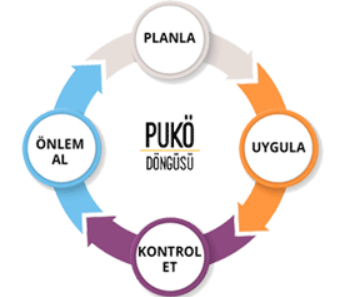 PLANLA
UYGULA
KONTROL
ET
ÖNLEM
AL
PUKÖ
DÖNGÜSÜ